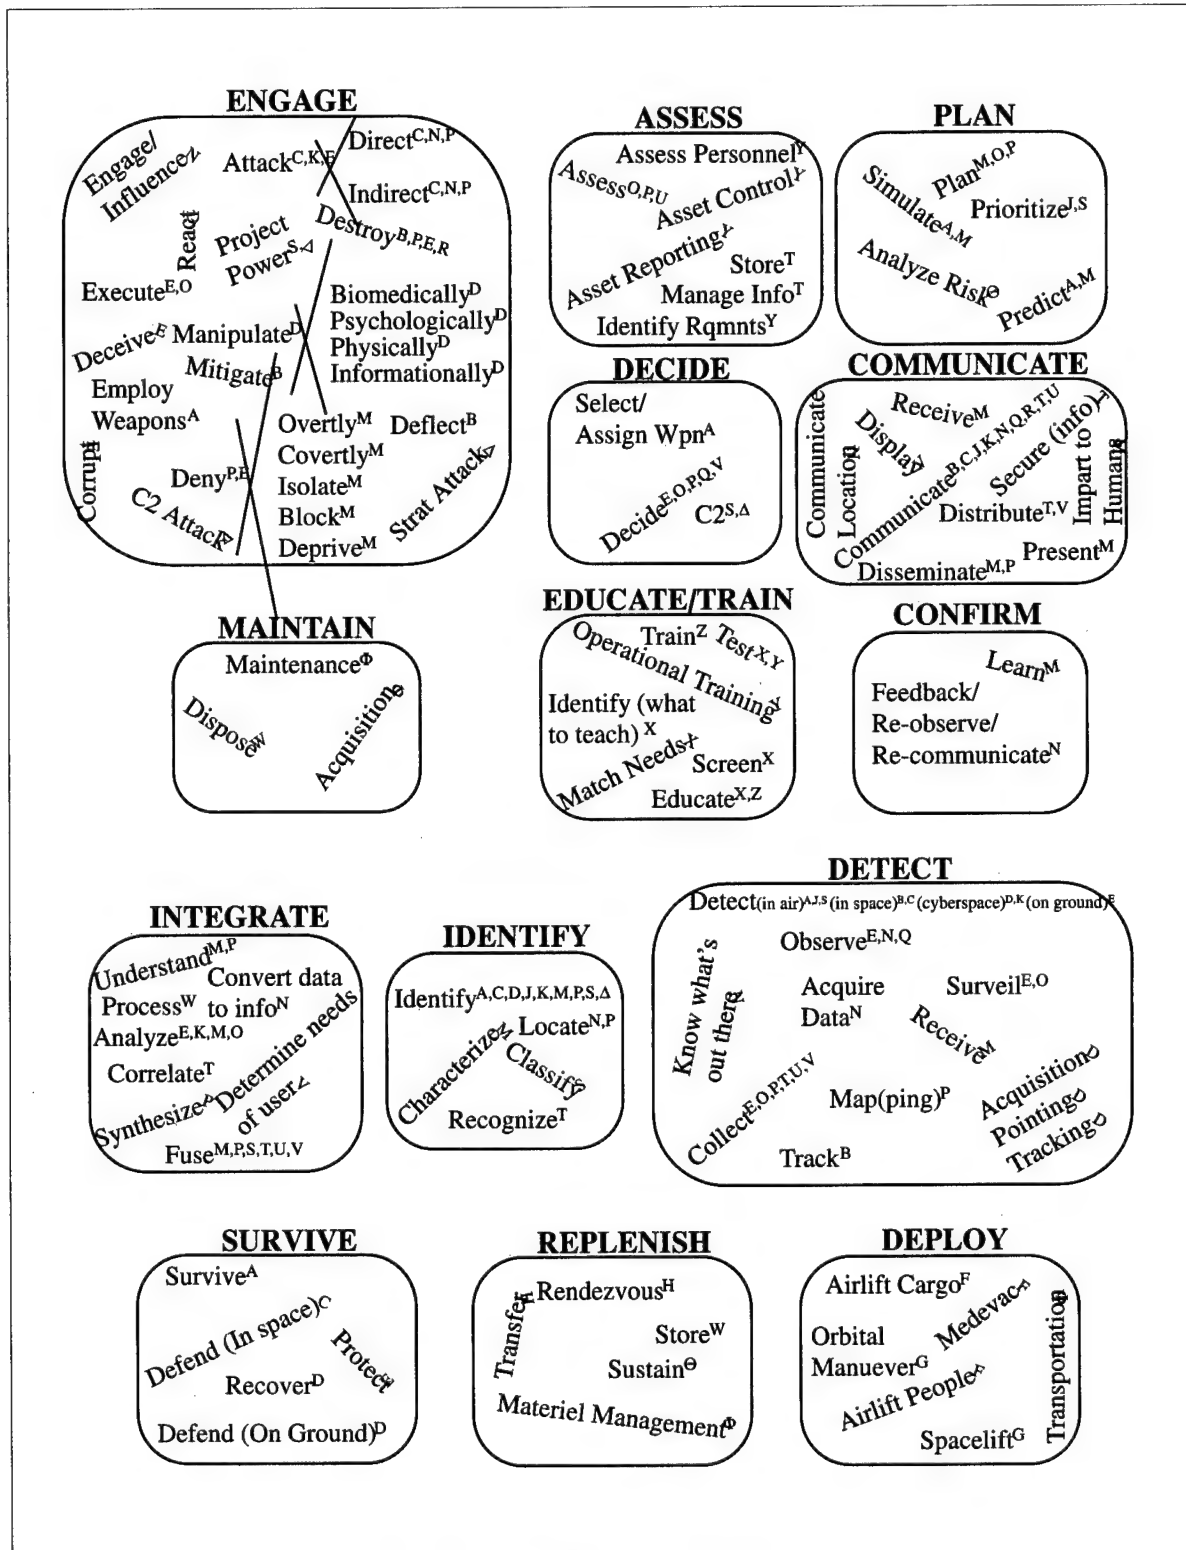 ENGAGE
Engage/
Influence^Z
Attack^C,K,E
Direct^C,N,P
Indirect^C,N,P
Destroy^B,P,E,R
React
Project
Power^S,Δ
Execute^E,O
Biomedically^D
Psychologically^D
Physically^D
Informationally^D
Deceive^E
Manipulate^D
Mitigate^B
Employ
Weapons^A
Overtly^M
Covertly^M
Isolate^M
Block^M
Deprive^M
Deflect^B
Strat Attack^Δ
Corrupt^E
Deny^P,E
C2 Attack
ASSESS
Assess Personnel^Y
Assess^O,P,U
Asset Control^Y
Asset Reporting^Y
Store^T
Manage Info^T
Identify Rqmnts^Y
PLAN
Plan^M,O,P
Simulate^A,M
Prioritize^J,S
Analyze Risk^Θ
Predict^A,M
DECIDE
Select/
Assign Wpn^A
Decide^E,O,P,Q,V
C2^S,Δ
COMMUNICATE
Communicate
Location
Receive^M
Display^V
Communicate^B,C,J,K,N,Q,R,T,U
Secure (info)
Impart to
Humans
Distribute^T,V
Present^M
Disseminate^M,P
MAINTAIN
Maintenance^Φ
Dispose^W
Acquisition^Θ
EDUCATE/TRAIN
Train^Z
Test^X,Y
Operational Training^Y
Identify (what
to teach)^X
Match Needs^X
Screen^X
Educate^X,Z
CONFIRM
Learn^M
Feedback/
Re-observe/
Re-communicate^N
INTEGRATE
Understand^M,P
Convert data
to info^N
Process^W
Analyze^E,K,M,O
Correlate^T
Synthesize^A
Determine needs
of user
Fuse^M,P,S,T,U,V
IDENTIFY
Identify^A,C,D,J,K,M,P,S,Δ
Locate^N,P
Characterize^M
Classify^S
Recognize^T
DETECT
Detect(in air)^A,J,S (in space)^B,C (cyberspace)^D,K (on ground)^E
Know what's
out there
Observe^E,N,Q
Acquire
Data^N
Surveil^E,O
Receive^M
Collect^E,O,P,T,U,V
Map(ping)^P
Track^B
Acquisition^J
Pointing^J
Tracking^J
SURVIVE
Survive^A
Defend (In space)^C
Protect
Recover^D
Defend (On Ground)^D
REPLENISH
Transfer^H
Rendezvous^H
Store^W
Sustain^Θ
Materiel Management^Φ
DEPLOY
Airlift Cargo^F
Medevac^F
Orbital
Manuever^G
Airlift People^F
Spacelift^G
Transportation^Φ